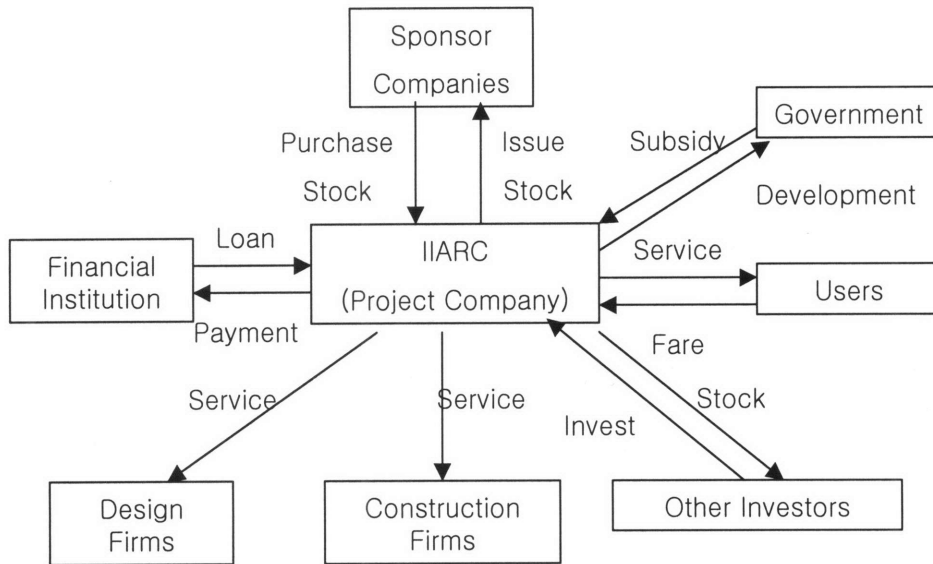 Sponsor
Companies
Government
Purchase
Issue
Subsidy
Stock
Stock
Development
Loan
IIARC
Service
Financial
Institution
(Project Company)
Users
Payment
Fare
Service
Service
Stock
Invest
Design
Firms
Construction
Firms
Other Investors